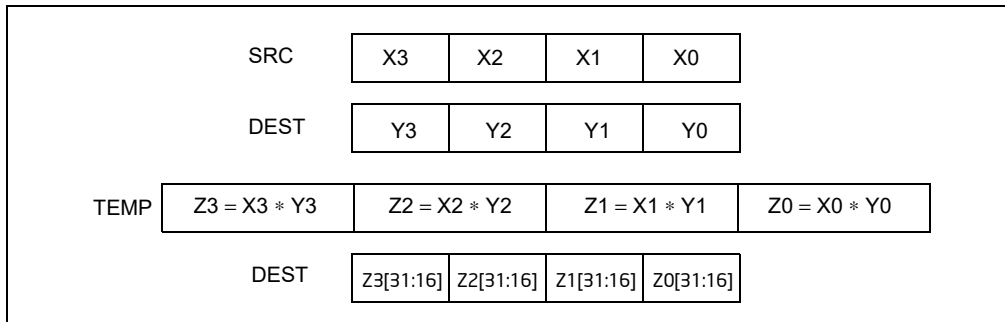 SRC X3 X2 X1 X0
DEST Y3 Y2 Y1 Y0
TEMP Z3 = X3 ∗ Y3 Z2 = X2 ∗ Y2 Z1 = X1 ∗ Y1 Z0 = X0 ∗ Y0
DEST Z3[31:16] Z2[31:16] Z1[31:16] Z0[31:16]